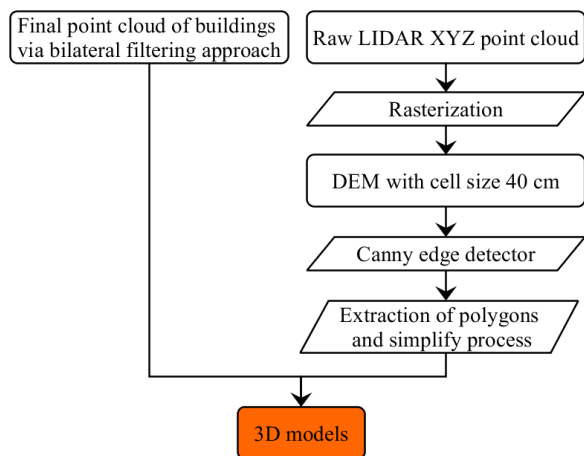 Final point cloud of buildings
via bilateral filtering approach
Raw LIDAR XYZ point cloud
Rasterization
DEM with cell size 40 cm
Canny edge detector
Extraction of polygons
and simplify process
3D models